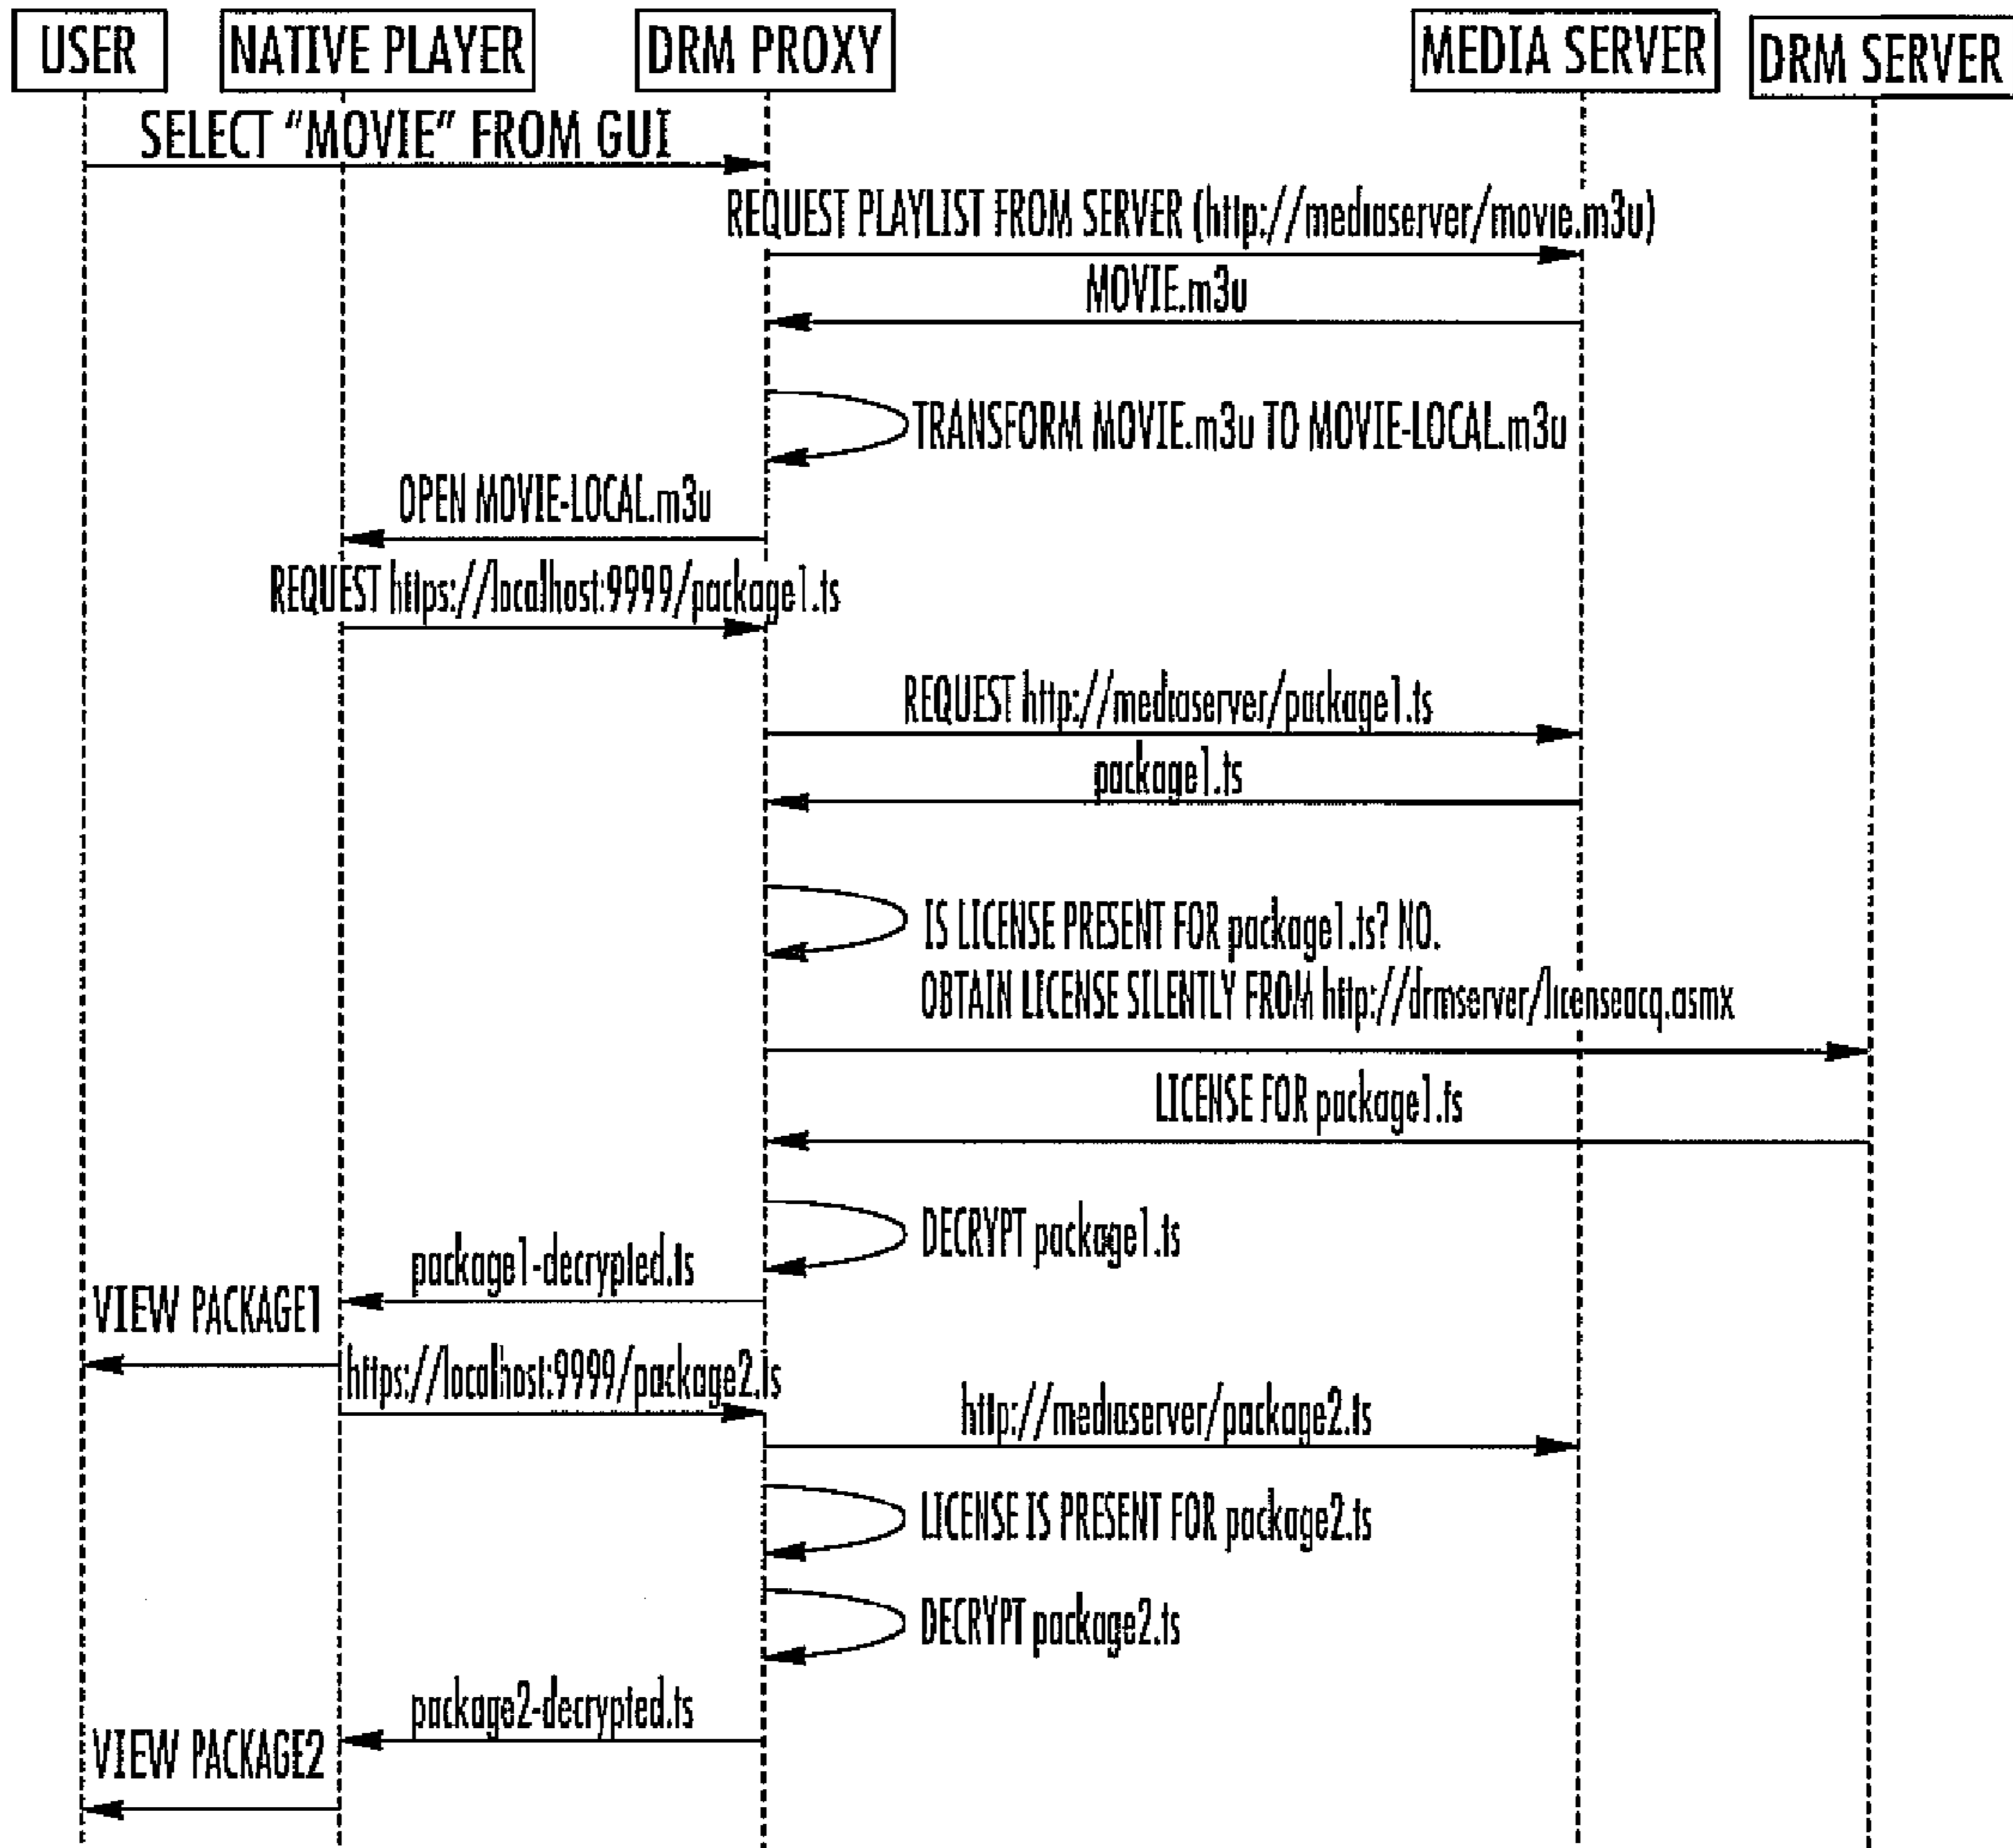 USER
NATIVE PLAYER
DRM PROXY
MEDIA SERVER
DRM SERVER
SELECT "MOVIE" FROM GUI
REQUEST PLAYLIST FROM SERVER (http://mediaserver/movie.m3u)
MOVIE.m3u
TRANSFORM MOVIE.m3u TO MOVIE-LOCAL.m3u
OPEN MOVIE-LOCAL.m3u
REQUEST https://localhost:9999/package1.ts
REQUEST http://mediaserver/package1.ts
package1.ts
IS LICENSE PRESENT FOR package1.ts? NO.
OBTAIN LICENSE SILENTLY FROM http://drmserver/licenseacq.asmx
LICENSE FOR package1.ts
DECRYPT package1.ts
package1-decrypted.ts
VIEW PACKAGE1
https://localhost:9999/package2.ts
http://mediaserver/package2.ts
LICENSE IS PRESENT FOR package2.ts
DECRYPT package2.ts
package2-decrypted.ts
VIEW PACKAGE2